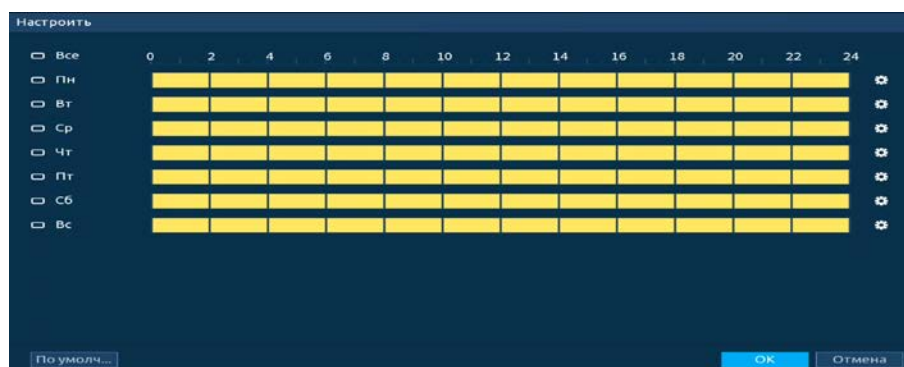 Настроить
Все 0 2 4 6 8 10 12 14 16 18 20 22 24
Пн
Вт
Ср
Чт
Пт
Сб
Вс
По умолч... OK Отмена